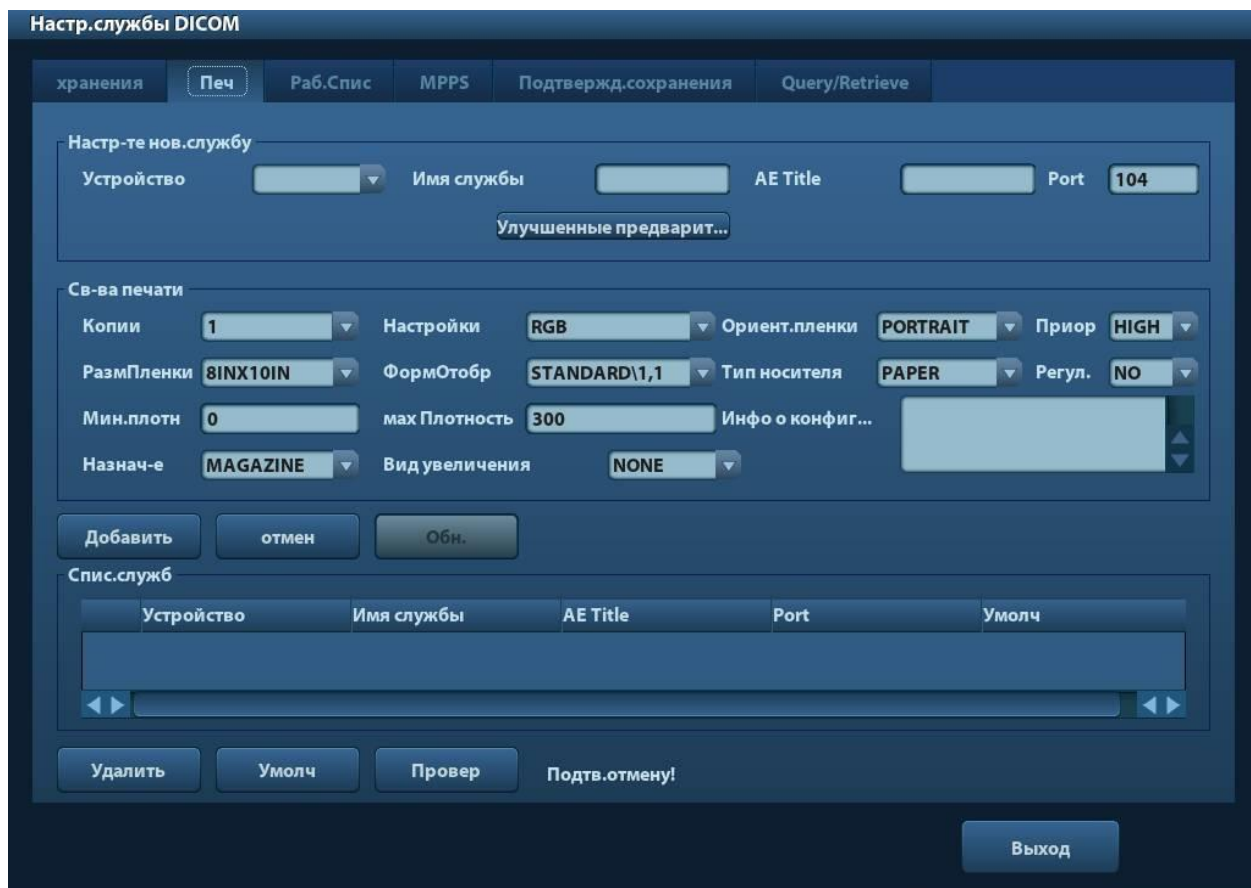 Настр.службы DICOM
хранения Печ Раб.Спис MPPS Подтвержд.сохранения Query/Retrieve
Настр-те нов.службу
Устройство Имя службы AE Title Port 104
Улучшенные предварит...
Св-ва печати
Копии 1 Настройки RGB Ориент.пленки PORTRAIT Приор HIGH
РазмПленки 8INX10IN ФормОтобр STANDARD\1,1 Тип носителя PAPER Регул. NO
Мин.плотн 0 мах Плотность 300 Инфо о конфиг...
Назнач-е MAGAZINE Вид увеличения NONE
Добавить отмен Обн.
Спис.служб
Устройство Имя службы AE Title Port Умолч
Удалить Умолч Провер Подтв.отмену!
Выход